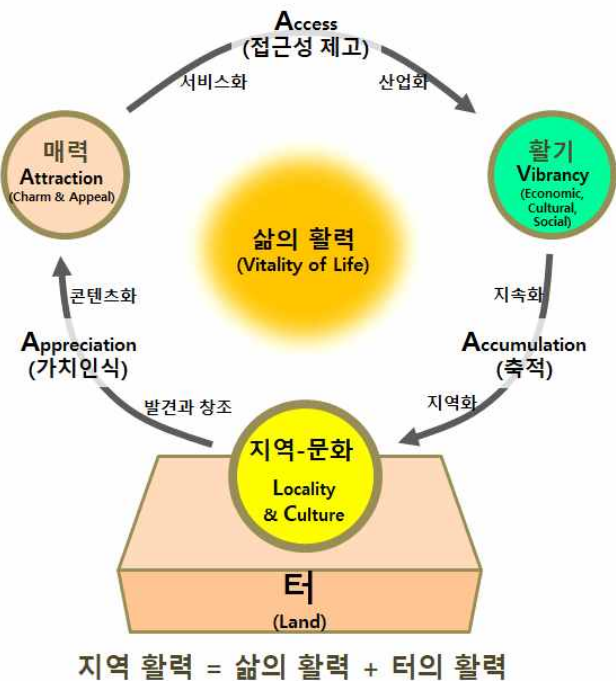 Access
(접근성 제고)
서비스화
산업화
매력
Attraction
(Charm & Appeal)
활기
Vibrancy
(Economic,
Cultural,
Social)
삶의 활력
(Vitality of Life)
콘텐츠화
지속화
Appreciation
(가치인식)
Accumulation
(축적)
발견과 창조
지역화
지역-문화
Locality
& Culture
터
(Land)
지역 활력 = 삶의 활력 + 터의 활력